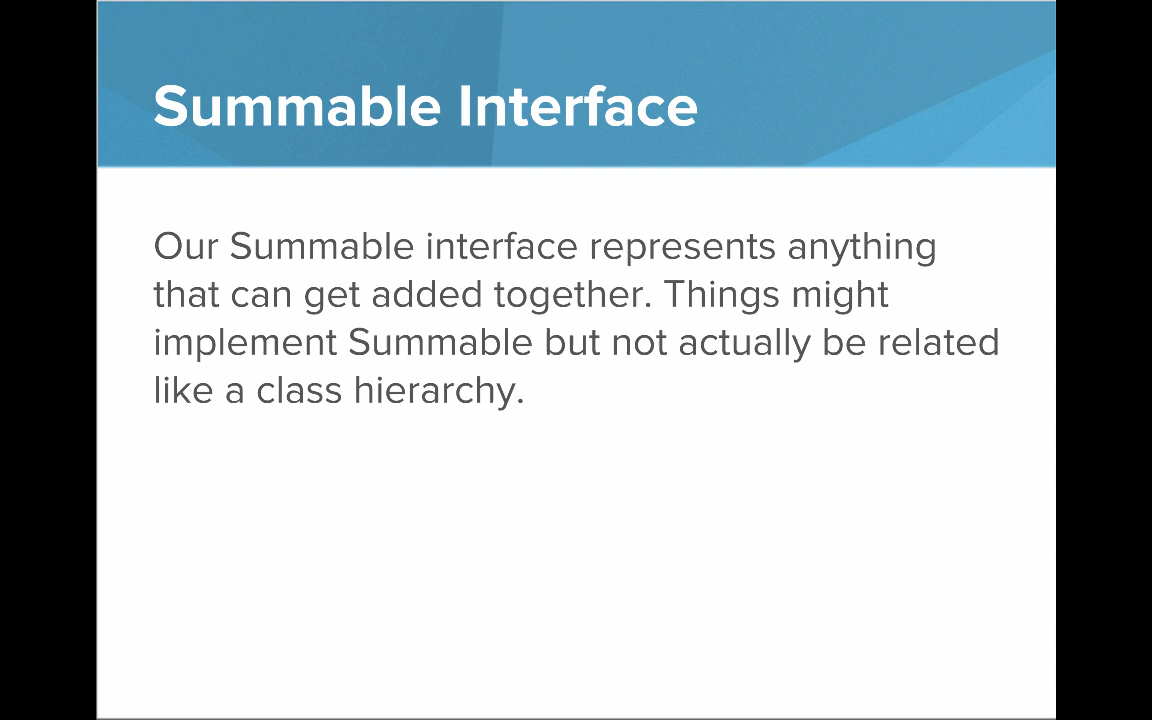 Summable Interface
Our Summable interface represents anything
that can get added together. Things might
implement Summable but not actually be related
like a class hierarchy.